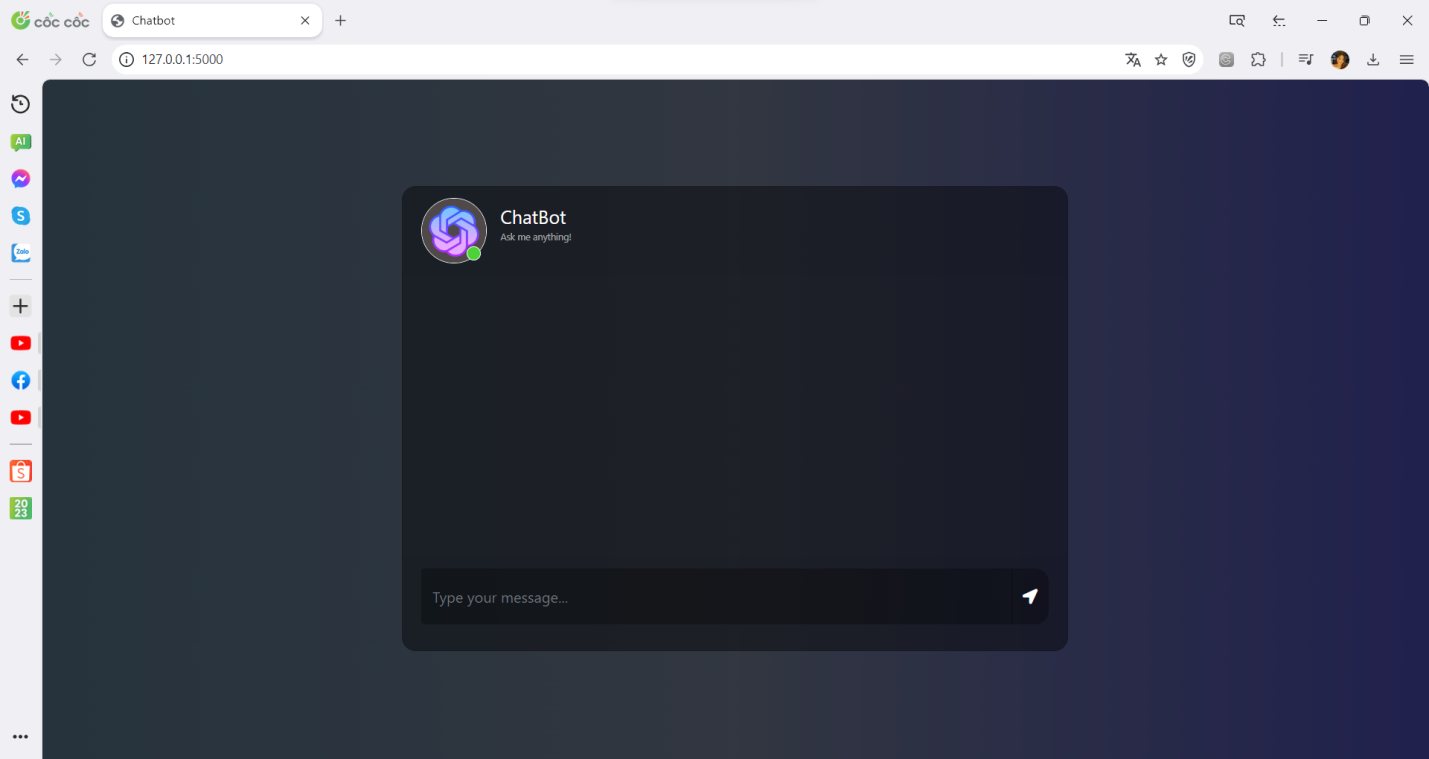 cốc cốc
Chatbot
127.0.0.1:5000
AI
S
Zalo
S
20
23
ChatBot
Ask me anything!
Type your message...